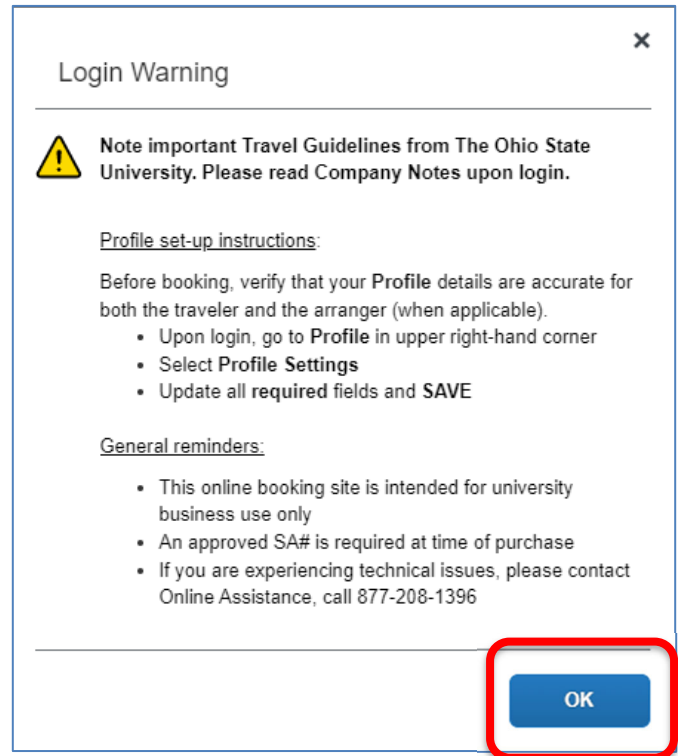 Login Warning
Note important Travel Guidelines from The Ohio State
University. Please read Company Notes upon login.
Profile set-up instructions:
Before booking, verify that your Profile details are accurate for
both the traveler and the arranger (when applicable).
• Upon login, go to Profile in upper right-hand corner
• Select Profile Settings
• Update all required fields and SAVE
General reminders:
• This online booking site is intended for university
business use only
• An approved SA# is required at time of purchase
• If you are experiencing technical issues, please contact
Online Assistance, call 877-208-1396
OK